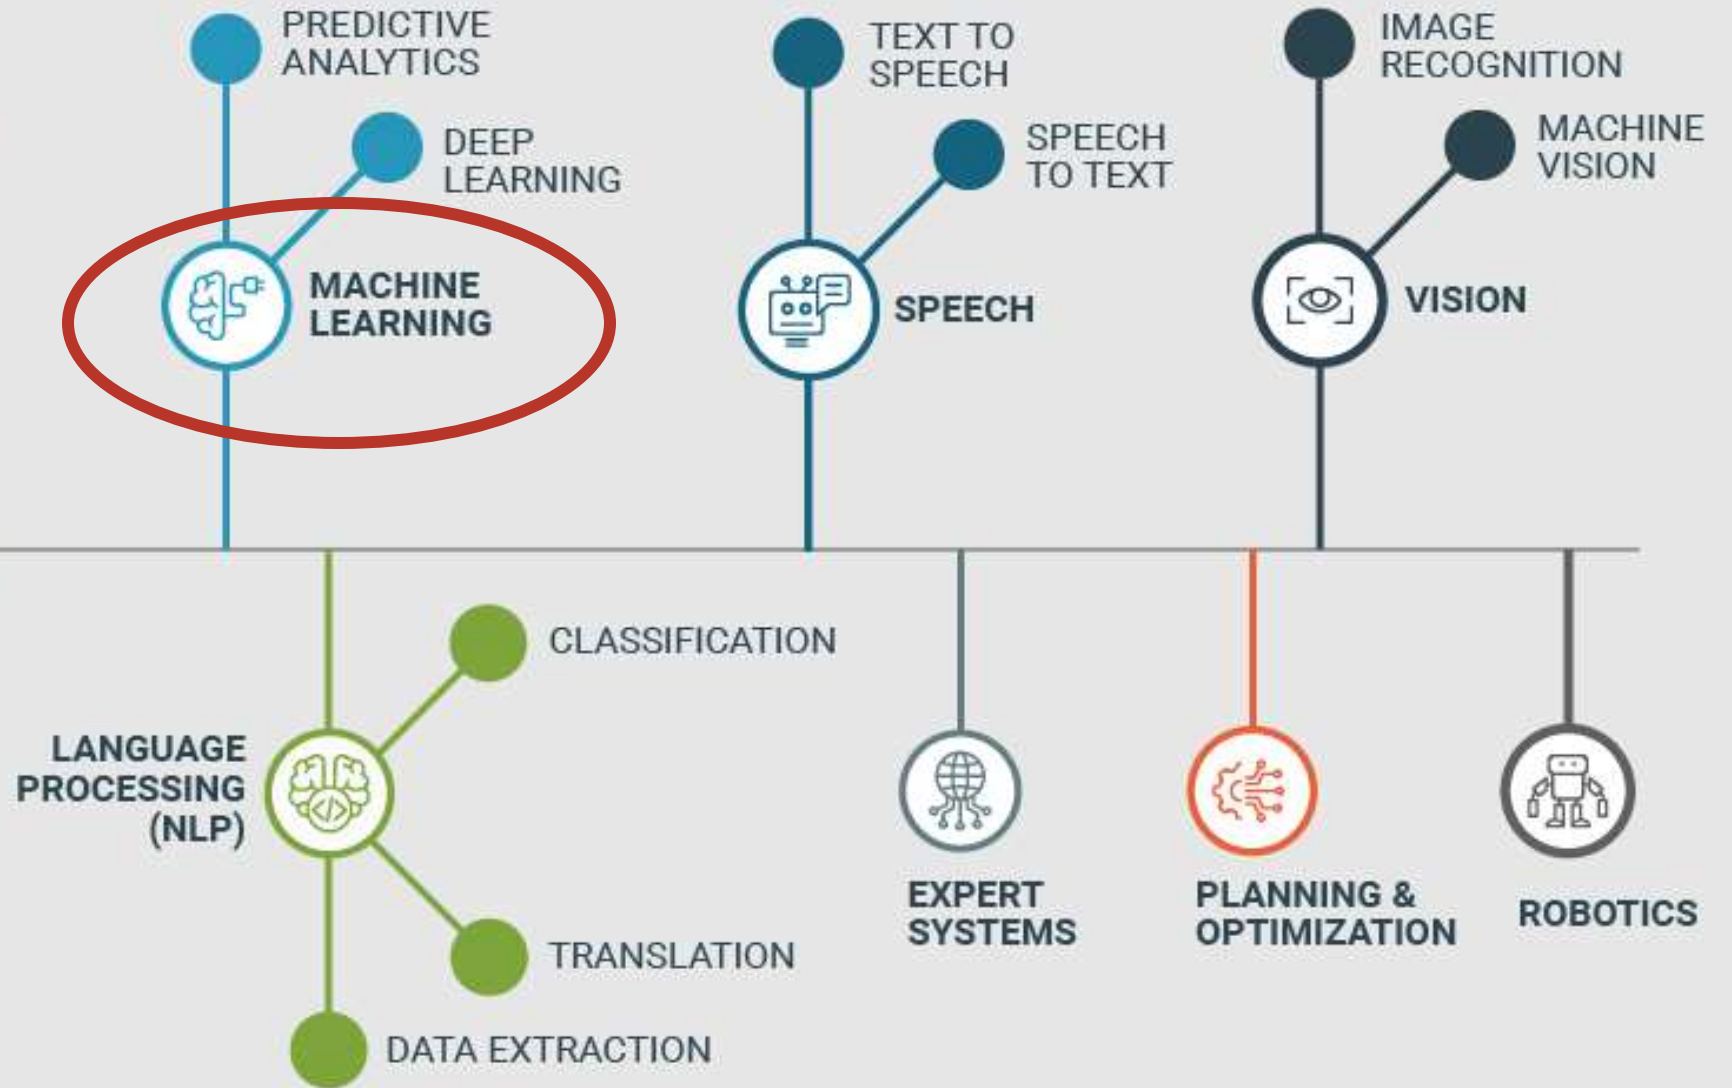 PREDICTIVE
ANALYTICS
DEEP
LEARNING
MACHINE
LEARNING
TEXT TO
SPEECH
SPEECH
TO TEXT
SPEECH
IMAGE
RECOGNITION
MACHINE
VISION
VISION
CLASSIFICATION
LANGUAGE
PROCESSING
(NLP)
TRANSLATION
DATA EXTRACTION
EXPERT
SYSTEMS
PLANNING &
OPTIMIZATION
ROBOTICS